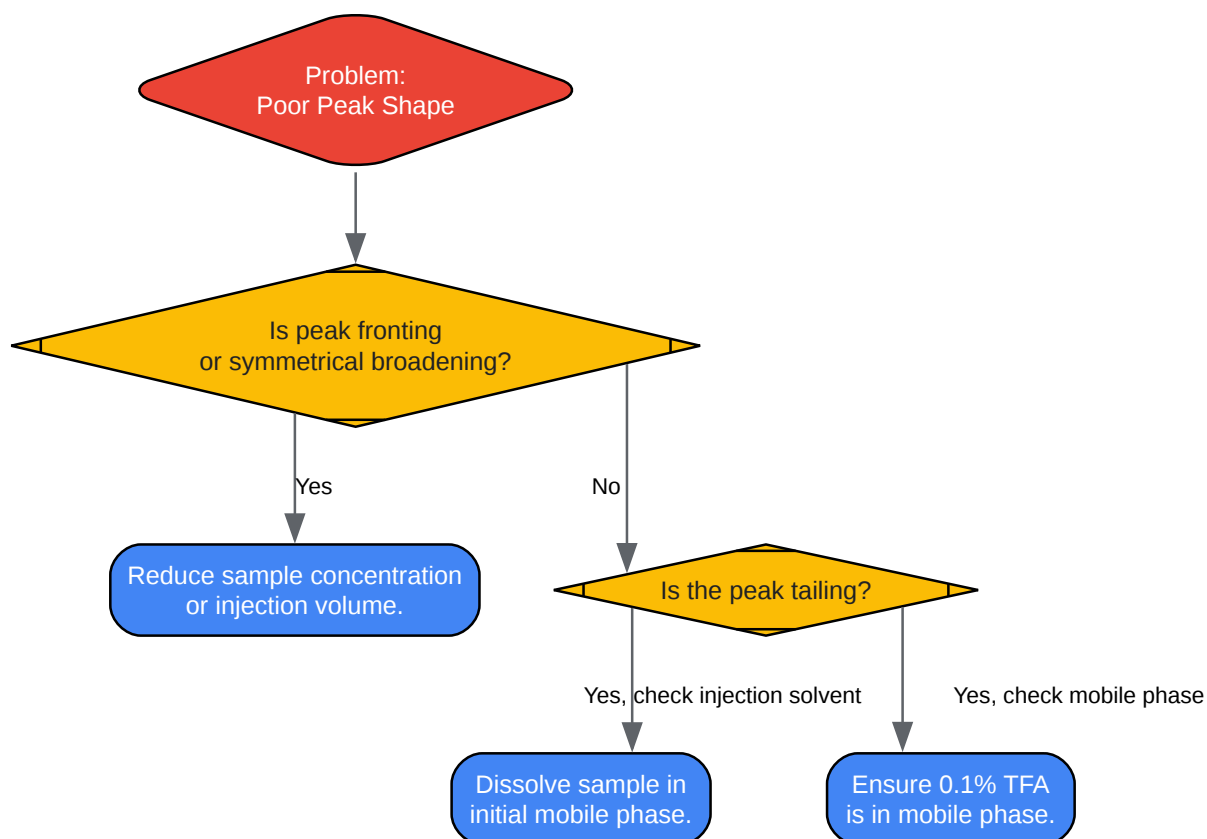 Problem:
Poor Peak Shape
Is peak fronting
or symmetrical broadening?
Yes
No
Reduce sample concentration
or injection volume.
Is the peak tailing?
Yes, check injection solvent
Yes, check mobile phase
Dissolve sample in
initial mobile phase.
Ensure 0.1% TFA
is in mobile phase.